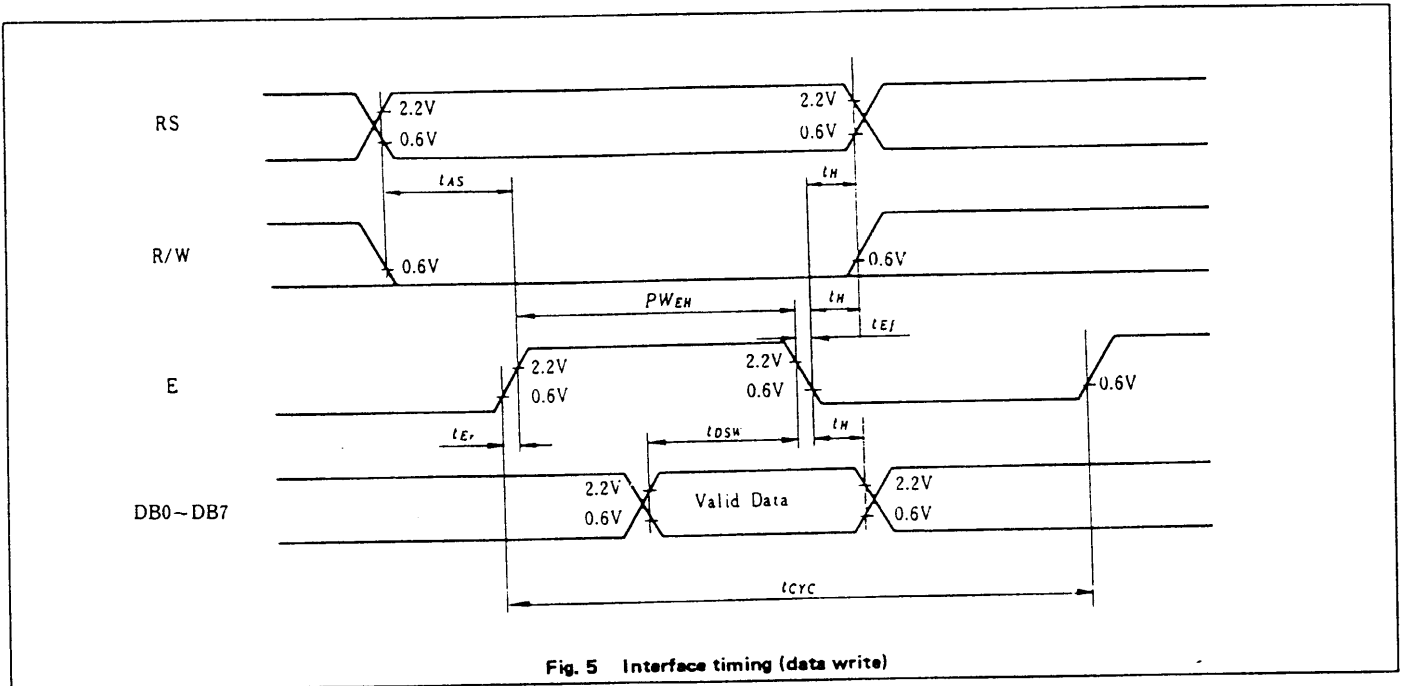 RS
2.2V
0.6V
2.2V
0.6V
tAS
tH
R/W
0.6V
0.6V
PWEH
tH
tEf
E
2.2V
0.6V
2.2V
0.6V
0.6V
tEr
tDSW
tH
DB0~DB7
2.2V
0.6V
Valid Data
2.2V
0.6V
tCYC
Fig. 5 Interface timing (data write)